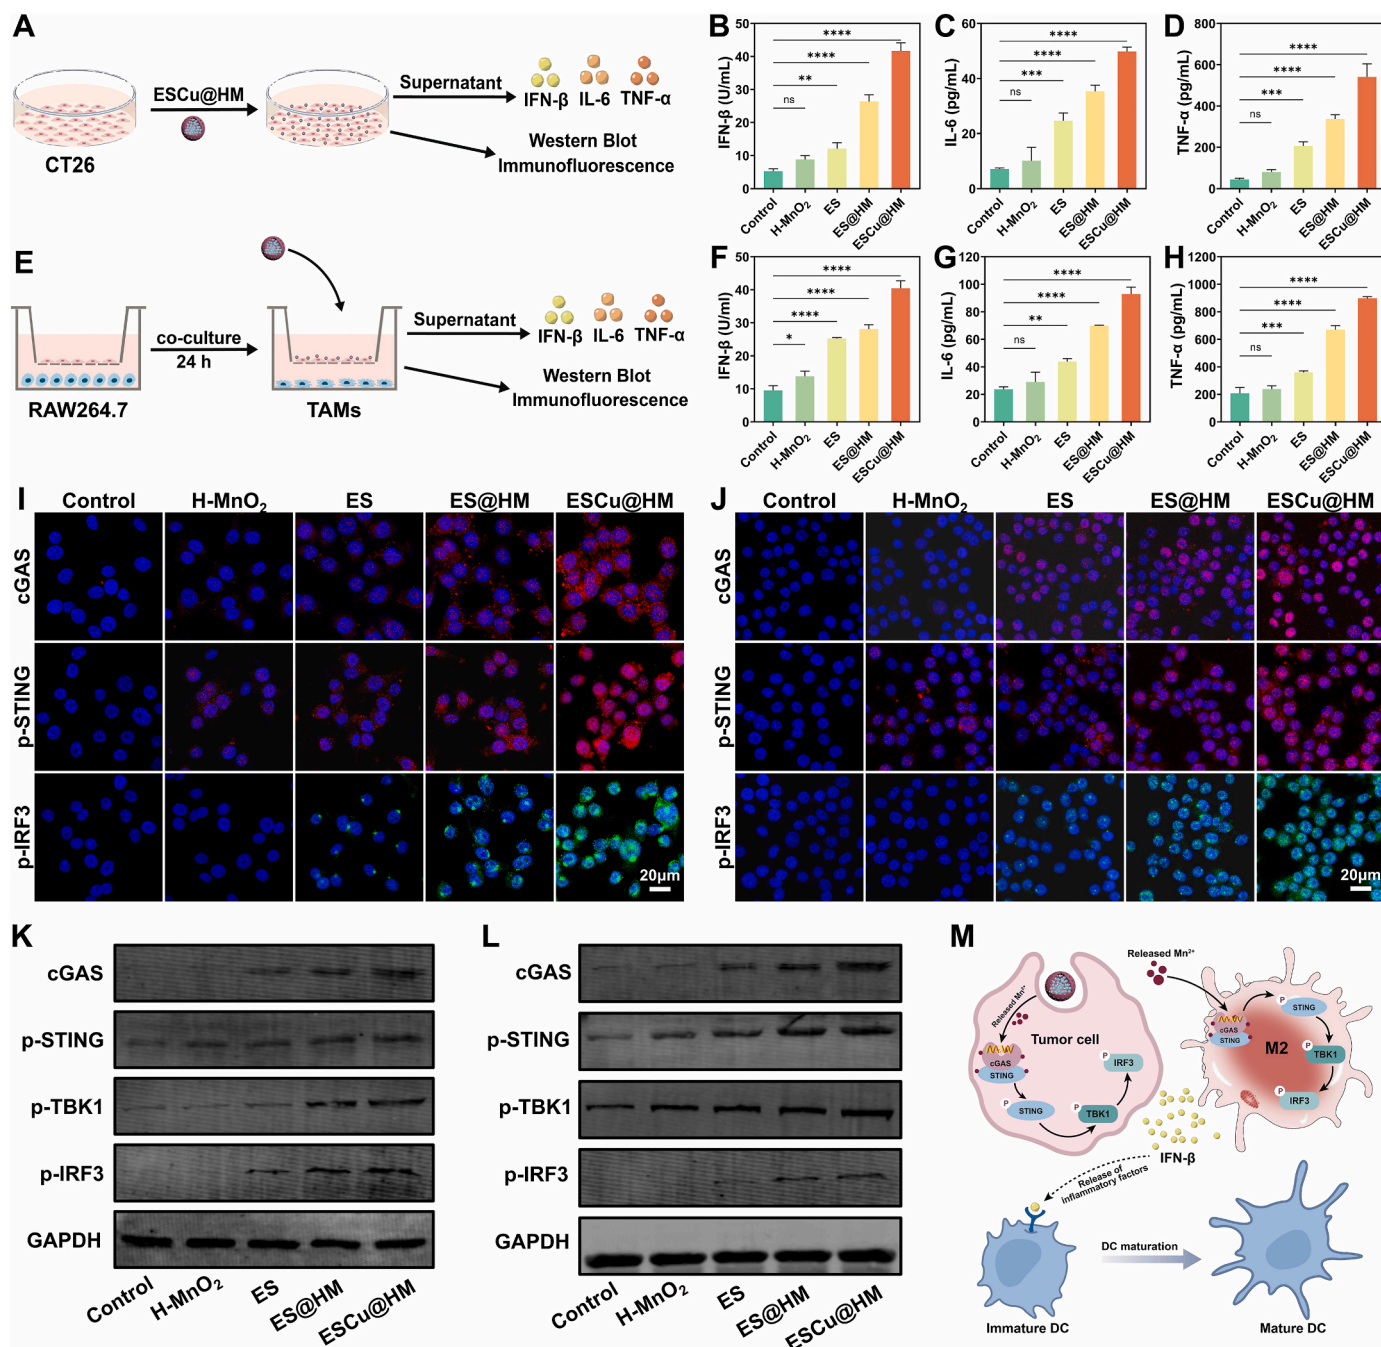 A
CT26
ESCu@HM
Supernatant
IFN-β IL-6 TNF-α
Western Blot
Immunofluorescence
B
IFN-β (U/mL)
50
40
30
20
10
0
****
****
**
ns
Control
H-MnO2
ES
ES@HM
ESCu@HM
C
IL-6 (pg/mL)
60
40
20
0
****
****
***
ns
Control
H-MnO2
ES
ES@HM
ESCu@HM
D
TNF-α (pg/mL)
800
600
400
200
0
****
****
***
ns
Control
H-MnO2
ES
ES@HM
ESCu@HM
E
RAW264.7
co-culture
24 h
TAMs
Supernatant
IFN-β IL-6 TNF-α
Western Blot
Immunofluorescence
F
IFN-β (U/ml)
50
40
30
20
10
0
****
****
****
*
Control
H-MnO2
ES
ES@HM
ESCu@HM
G
IL-6 (pg/mL)
120
100
80
60
40
20
0
****
****
**
ns
Control
H-MnO2
ES
ES@HM
ESCu@HM
H
TNF-α (pg/mL)
1200
1000
800
600
400
200
0
****
****
***
ns
Control
H-MnO2
ES
ES@HM
ESCu@HM
I
Control H-MnO2 ES ES@HM ESCu@HM
cGAS
p-STING
p-IRF3
20μm
J
Control H-MnO2 ES ES@HM ESCu@HM
cGAS
p-STING
p-IRF3
20μm
K
cGAS
p-STING
p-TBK1
p-IRF3
GAPDH
Control H-MnO2 ES ES@HM ESCu@HM
L
cGAS
p-STING
p-TBK1
p-IRF3
GAPDH
Control H-MnO2 ES ES@HM ESCu@HM
M
Released Mn²⁺
Tumor cell
cGAS
STING
P
STING
P
TBK1
P
IRF3
Released Mn²⁺
cGAS
STING
P
STING
M2
P
TBK1
P
IRF3
IFN-β
Release of
inflammatory factors
DC maturation
Immature DC
Mature DC